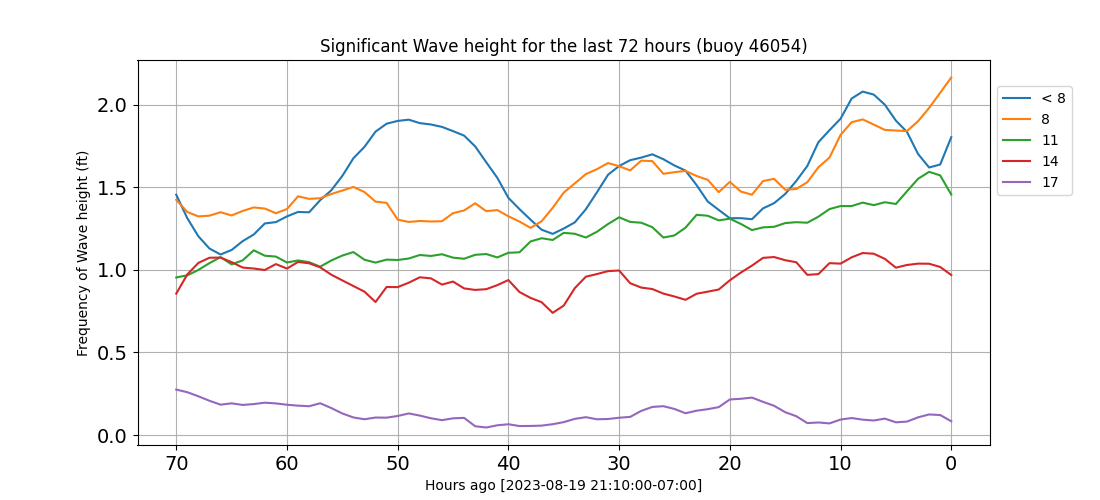 Significant Wave height for the last 72 hours (buoy 46054)
Frequency of Wave height (ft)
2.0
1.5
1.0
0.5
0.0
70 60 50 40 30 20 10 0
Hours ago [2023-08-19 21:10:00-07:00]
< 8
8
11
14
17